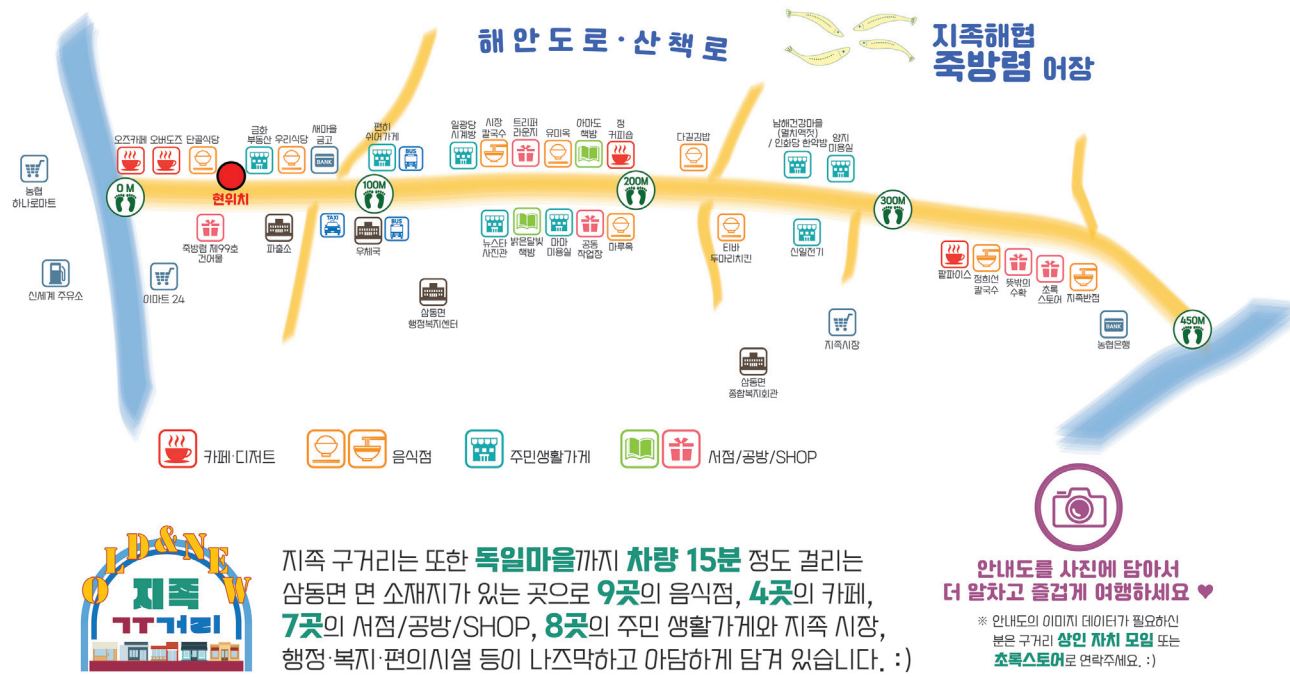 해안도로·산책로
지족해협
죽방렴 어장
오즈카페
오버도즈
단골식당
금화
부동산
우리식당
새마을
금고
BANK
편히
쉬어가게
BUS
일광당
시계방
시장
칼국수
트리퍼
라운지
유미옥
아마도
책방
정
커피숍
다길김밥
남해건강마을
(멸치액젓)
/ 인화당 한약방
양지
미용실
농협
하나로마트
0 M
현위치
100M
200M
300M
450M
죽방렴 제99호
건어물
파출소
TAXI
우체국
BUS
뉴스타
사진관
밝은달빛
책방
마마
미용실
공동
작업장
마루옥
티바
두마리치킨
신일전기
팥파이스
정희선
칼국수
뜻밖의
수확
초록
스토어
지족반점
신세계 주유소
이마트 24
삼동면
행정복지센터
지족시장
BANK
농협은행
삼동면
종합복지회관
카페·디저트
음식점
주민생활가게
서점/공방/SHOP
OLD&NEW
지족
구거리
지족 구거리는 또한 독일마을까지 차량 15분 정도 걸리는
삼동면 면 소재지가 있는 곳으로 9곳의 음식점, 4곳의 카페,
7곳의 서점/공방/SHOP, 8곳의 주민 생활가게와 지족 시장,
행정·복지·편의시설 등이 나즈막하고 아담하게 담겨 있습니다. :)
안내도를 사진에 담아서
더 알차고 즐겁게 여행하세요 ♥
※ 안내도의 이미지 데이터가 필요하신
분은 구거리 상인 자치 모임 또는
초록스토어로 연락주세요. :)